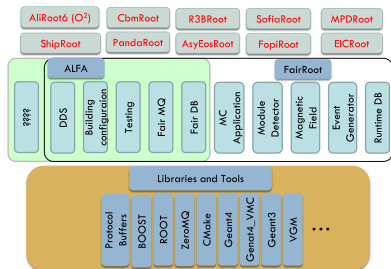 AliRoot6 (O²) CbmRoot R3BRoot SofiaRoot MPDRoot
ShipRoot PandaRoot AsyEosRoot FopiRoot EICRoot
ALFA FairRoot
????
DDS
Building
configuraion
Testing
Fair MQ
Fair DB
MC
Application
Module
Detector
Magnetic
Field
Event
Generator
Runtime DB
Libraries and Tools
Protocol
Buffers
BOOST
ROOT
ZeroMQ
CMake
Geant4
Genat4_VMC
Geant3
VGM
...